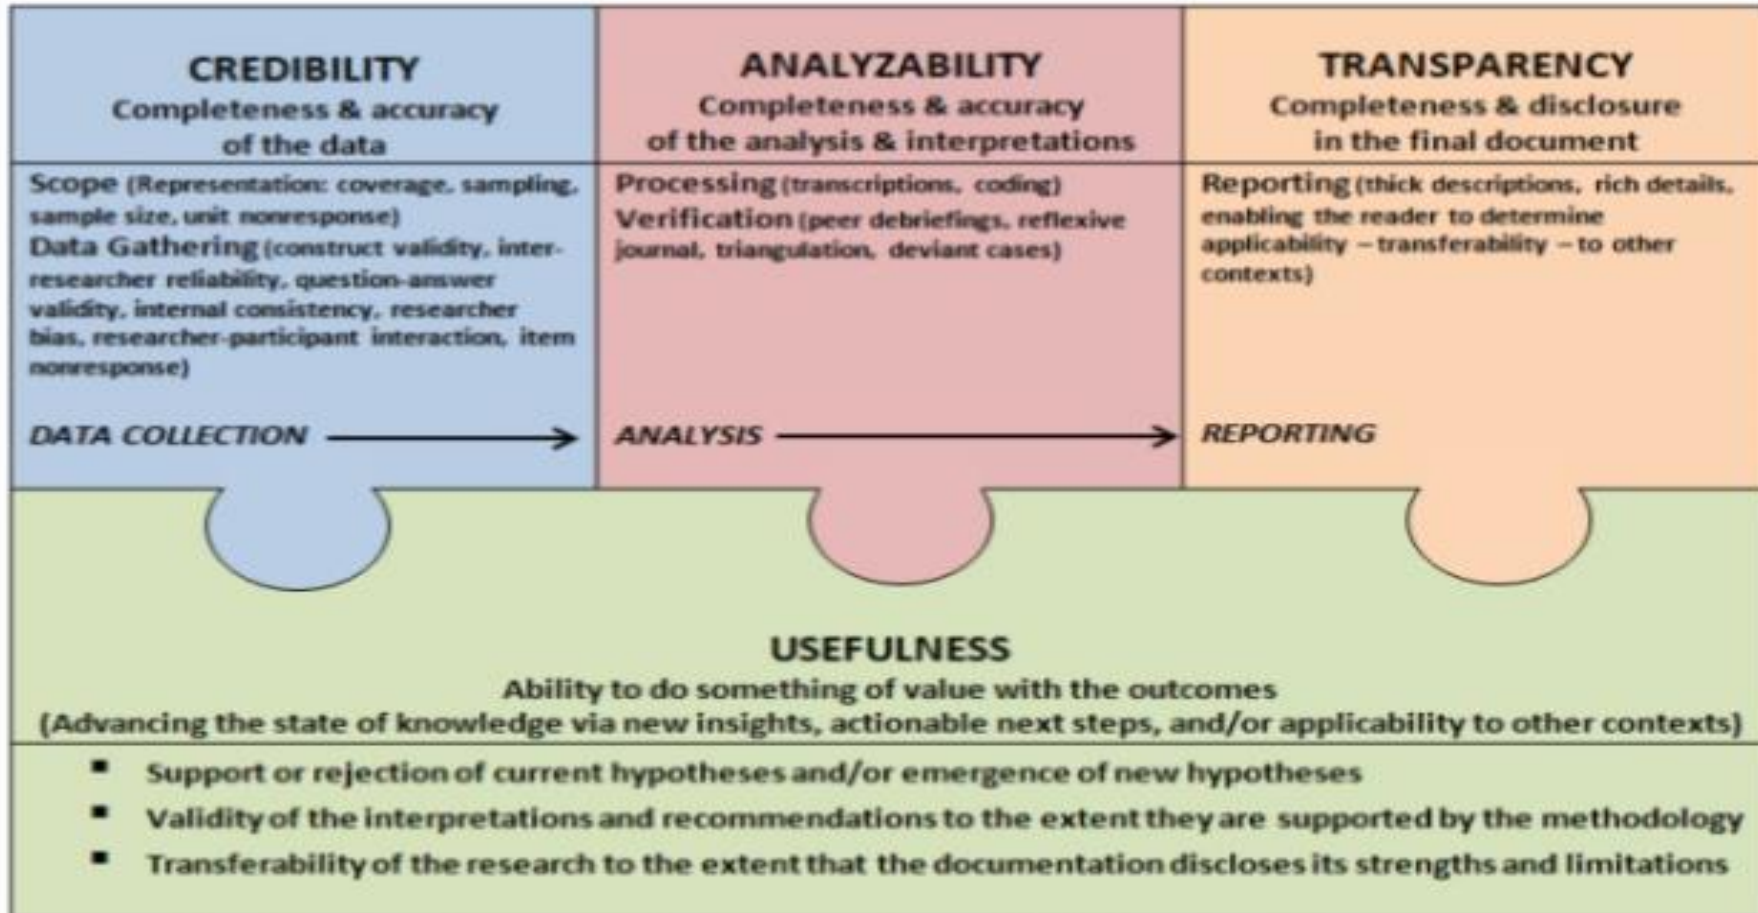 CREDIBILITY
Completeness & accuracy
of the data
Scope (Representation: coverage, sampling,
sample size, unit nonresponse)
Data Gathering (construct validity, inter-
researcher reliability, question-answer
validity, internal consistency, researcher
bias, researcher-participant interaction, item
nonresponse)
DATA COLLECTION
ANALYZABILITY
Completeness & accuracy
of the analysis & interpretations
Processing (transcriptions, coding)
Verification (peer debriefings, reflexive
journal, triangulation, deviant cases)
ANALYSIS
TRANSPARENCY
Completeness & disclosure
in the final document
Reporting (thick descriptions, rich details,
enabling the reader to determine
applicability – transferability – to other
contexts)
REPORTING
USEFULNESS
Ability to do something of value with the outcomes
(Advancing the state of knowledge via new insights, actionable next steps, and/or applicability to other contexts)
▪ Support or rejection of current hypotheses and/or emergence of new hypotheses
▪ Validity of the interpretations and recommendations to the extent they are supported by the methodology
▪ Transferability of the research to the extent that the documentation discloses its strengths and limitations